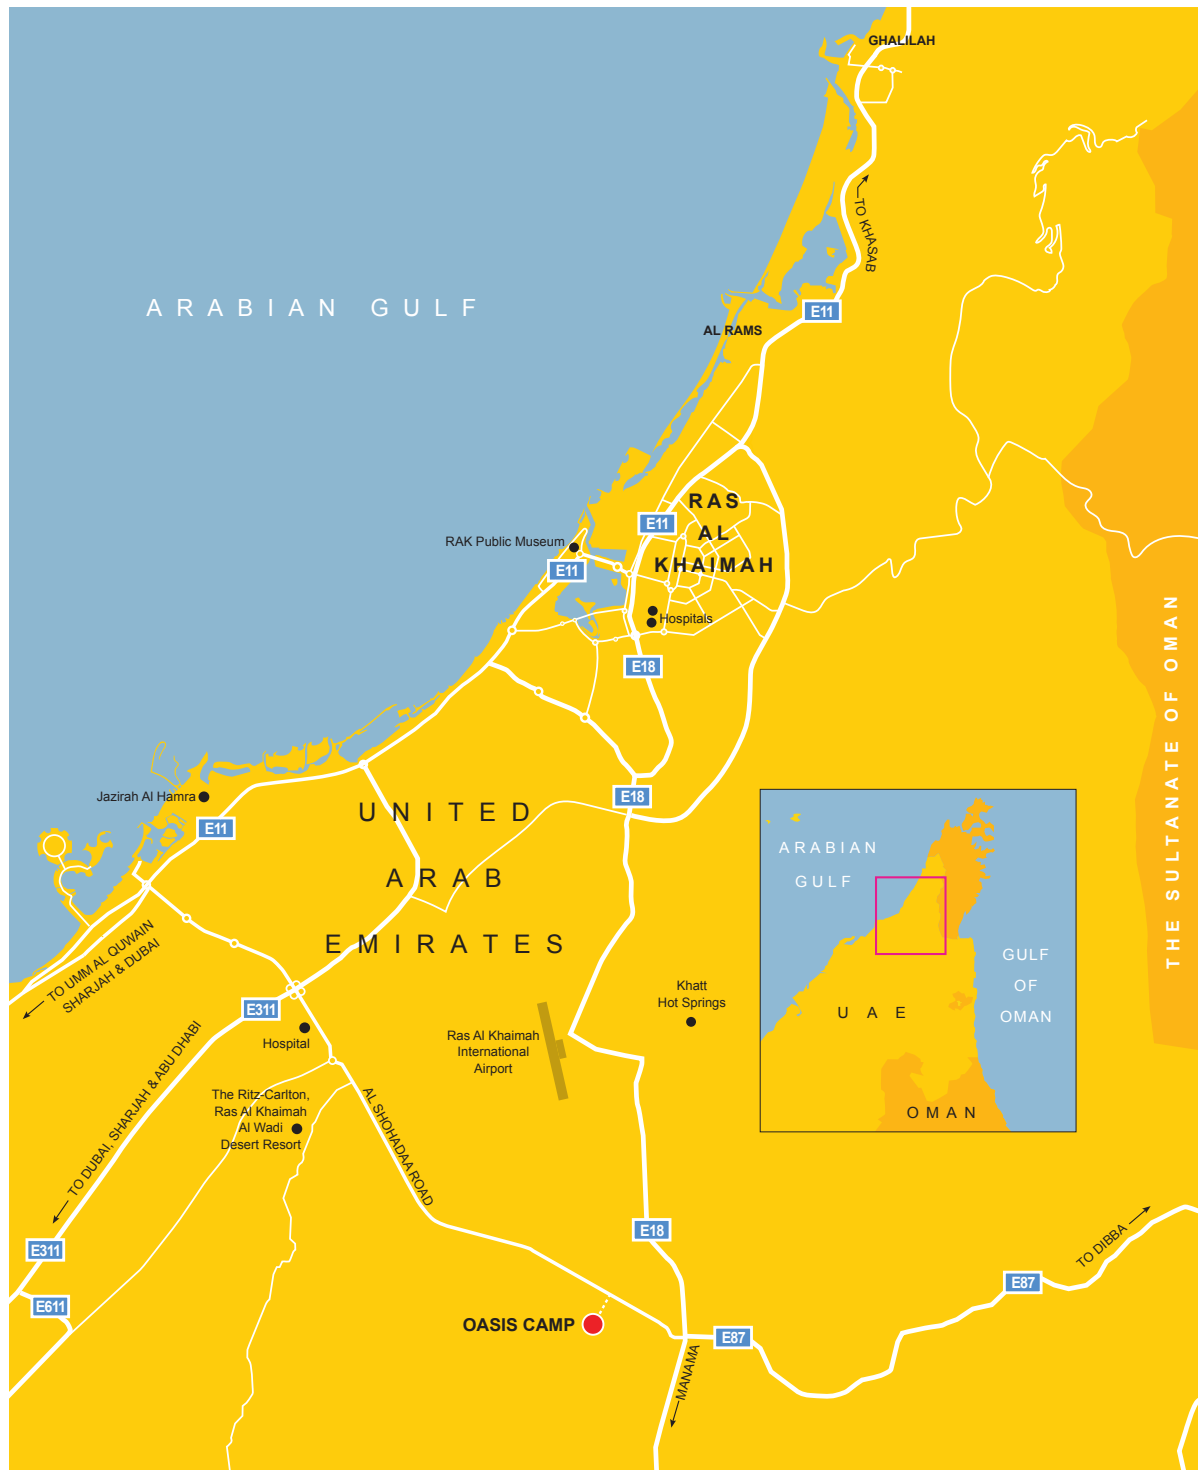 GHALILAH
TO KHASAB
ARABIAN GULF
E11
AL RAMS
RAS
AL
KHAIMAH
E11
RAK Public Museum
E11
Hospitals
E18
THE SULTANATE OF OMAN
Jazirah Al Hamra
E11
E18
UNITED
ARAB
EMIRATES
ARABIAN
GULF
GULF
OF
OMAN
UAE
OMAN
TO UMM AL QUWAIN
SHARJAH & DUBAI
E311
Hospital
Khatt
Hot Springs
Ras Al Khaimah
International
Airport
TO DUBAI, SHARJAH & ABU DHABI
The Ritz-Carlton,
Ras Al Khaimah
Al Wadi
Desert Resort
AL SHOHADAA ROAD
E18
E311
E611
TO DIBBA
E87
OASIS CAMP
E87
MANAMA